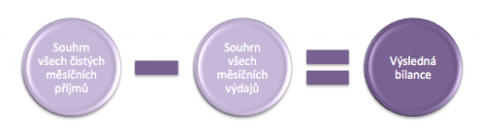 Souhrn
všech čistých
měsíčních
příjmů
Souhrn
všech
měsíčních
výdajů
Výsledná
bilance